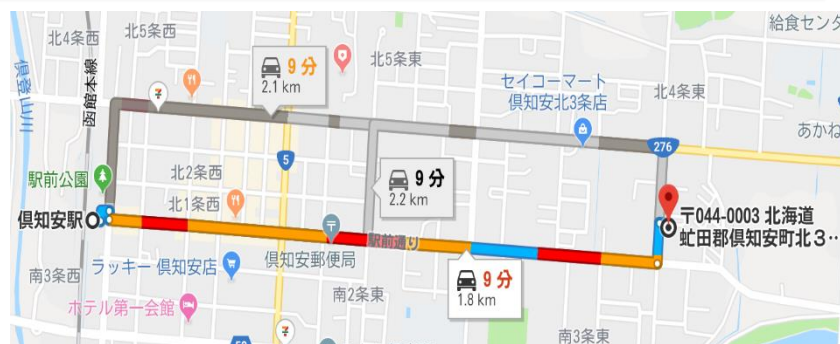 給食セン
北4条西
北5条西
北5条東
9 分
2.1 km
セイコーマート
倶知安北3条店
北4条東
倶登山川
函館本線
あかね
276
5
9 分
2.2 km
駅前公園
北2条西
北1条西
倶知安駅
〒044-0003 北海道
虻田郡倶知安町北3…
駅前通り
倶知安郵便局
9 分
1.8 km
南3条西
ラッキー 倶知安店
南2条東
ホテル第一会館
南3条東